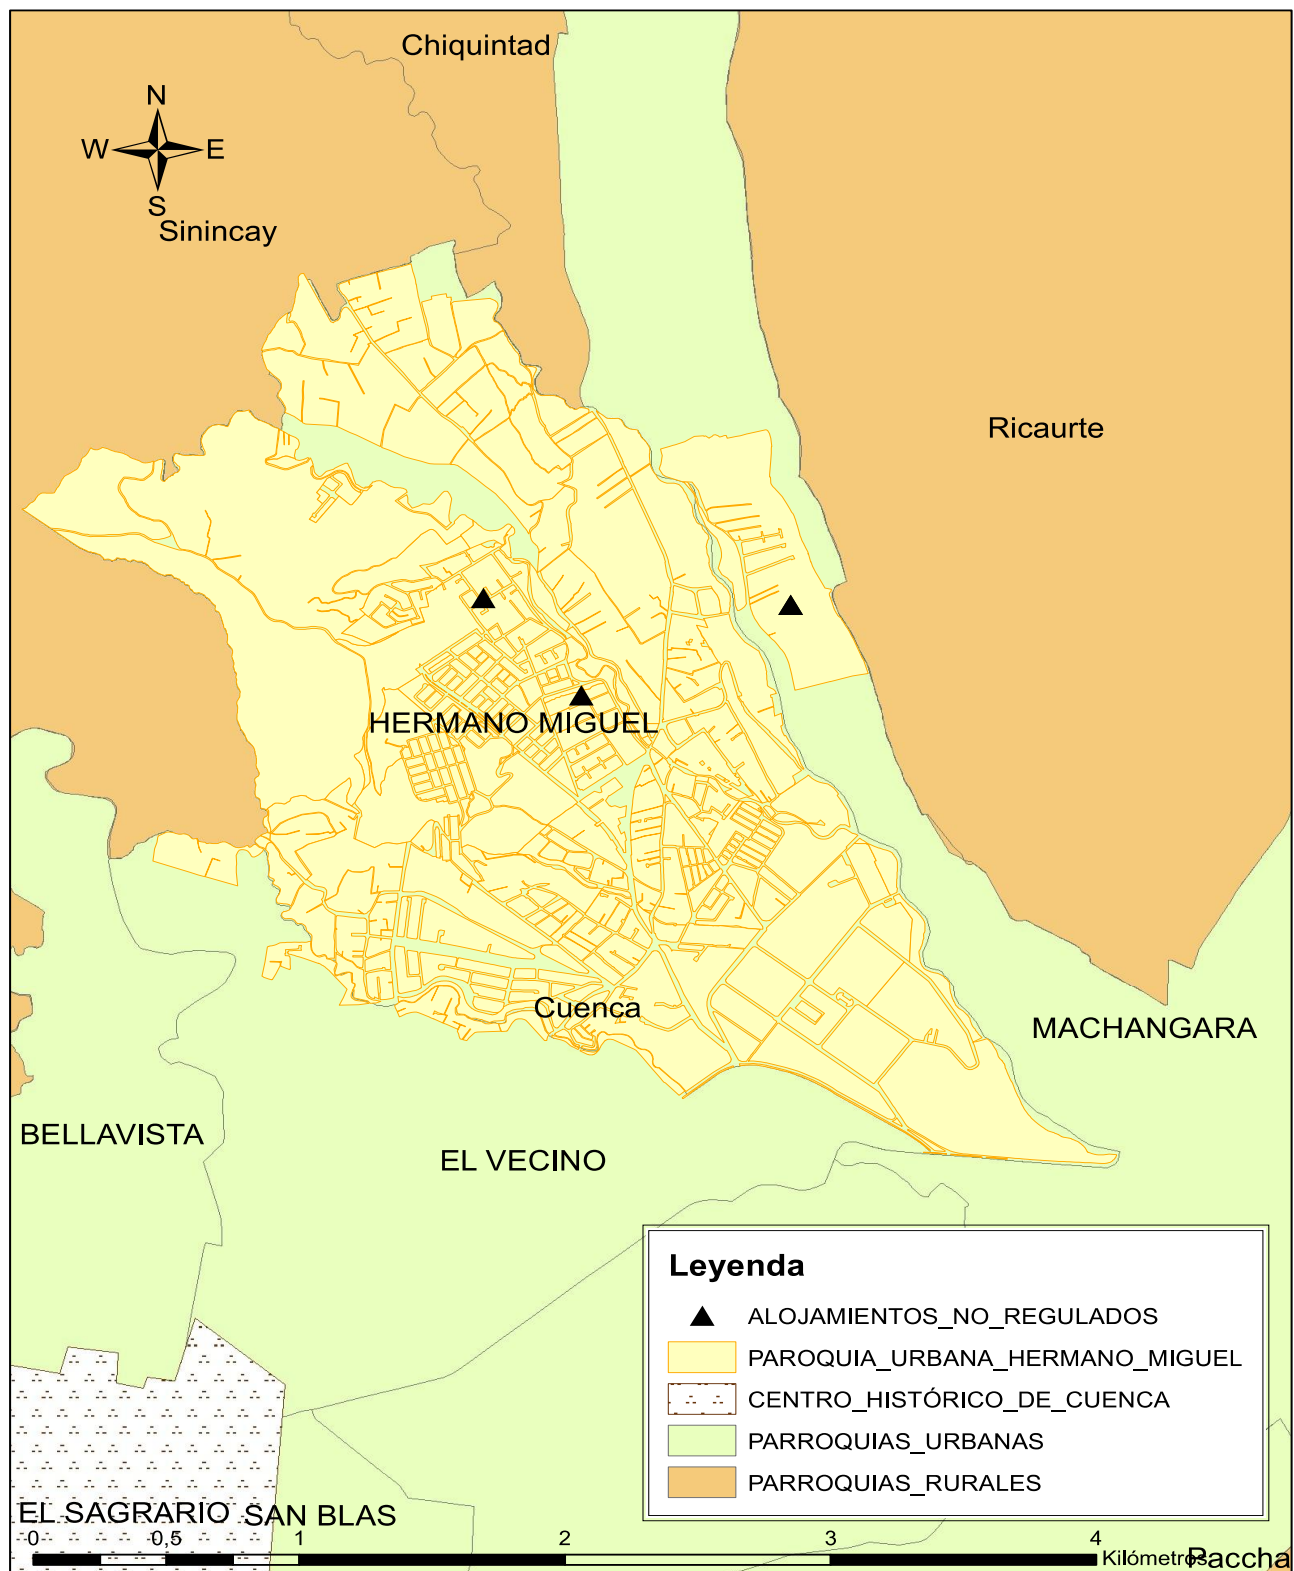 Chiquintad
N
W E
S
Sinincay
Ricaurte
HERMANO MIGUEL
Cuenca
MACHANGARA
BELLAVISTA
EL VECINO
Leyenda
ALOJAMIENTOS_NO_REGULADOS
PAROQUIA_URBANA_HERMANO_MIGUEL
CENTRO_HISTÓRICO_DE_CUENCA
PARROQUIAS_URBANAS
PARROQUIAS_RURALES
EL SAGRARIO SAN BLAS
0 0,5 1 2 3 4
Kilómetros
Paccha